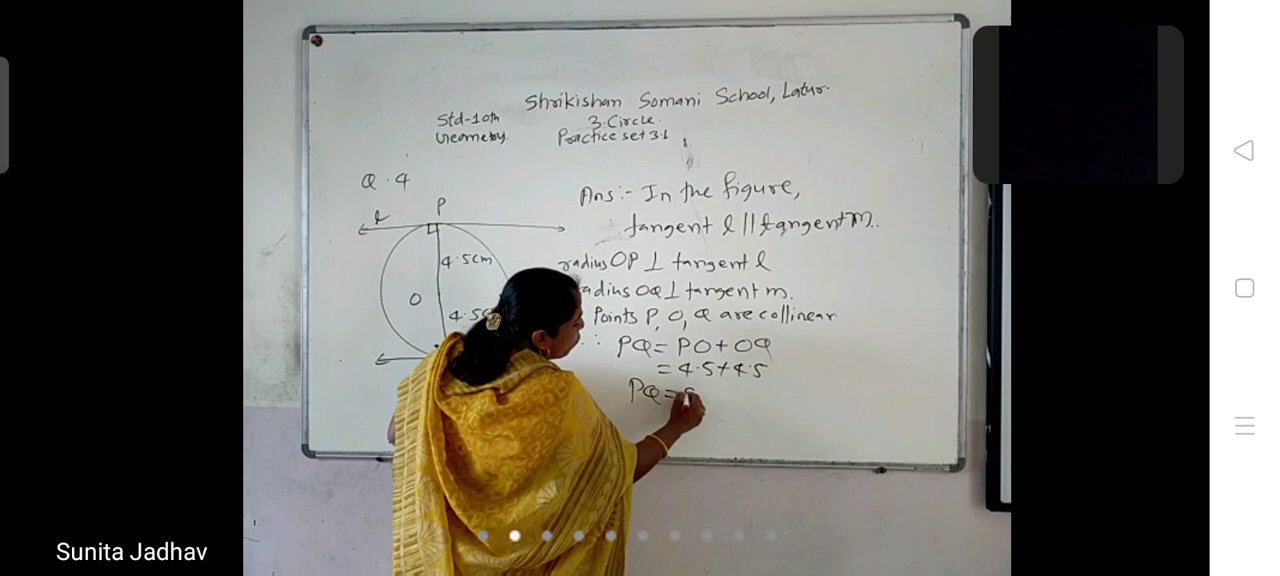 Shrikishan Somani School, Latur.
Std-10th
3. Circle.
Geometry.
Practice set 3.1
Q.4
Ans:- In the figure,
tangent l || tangent m.
l
P
radius OP ⊥ tangent l
4.5cm
radius OQ ⊥ tangent m.
O
4.5c
Points P, O, Q are collinear
∴ PQ = PO + OQ
= 4.5 + 4.5
PQ =
Sunita Jadhav